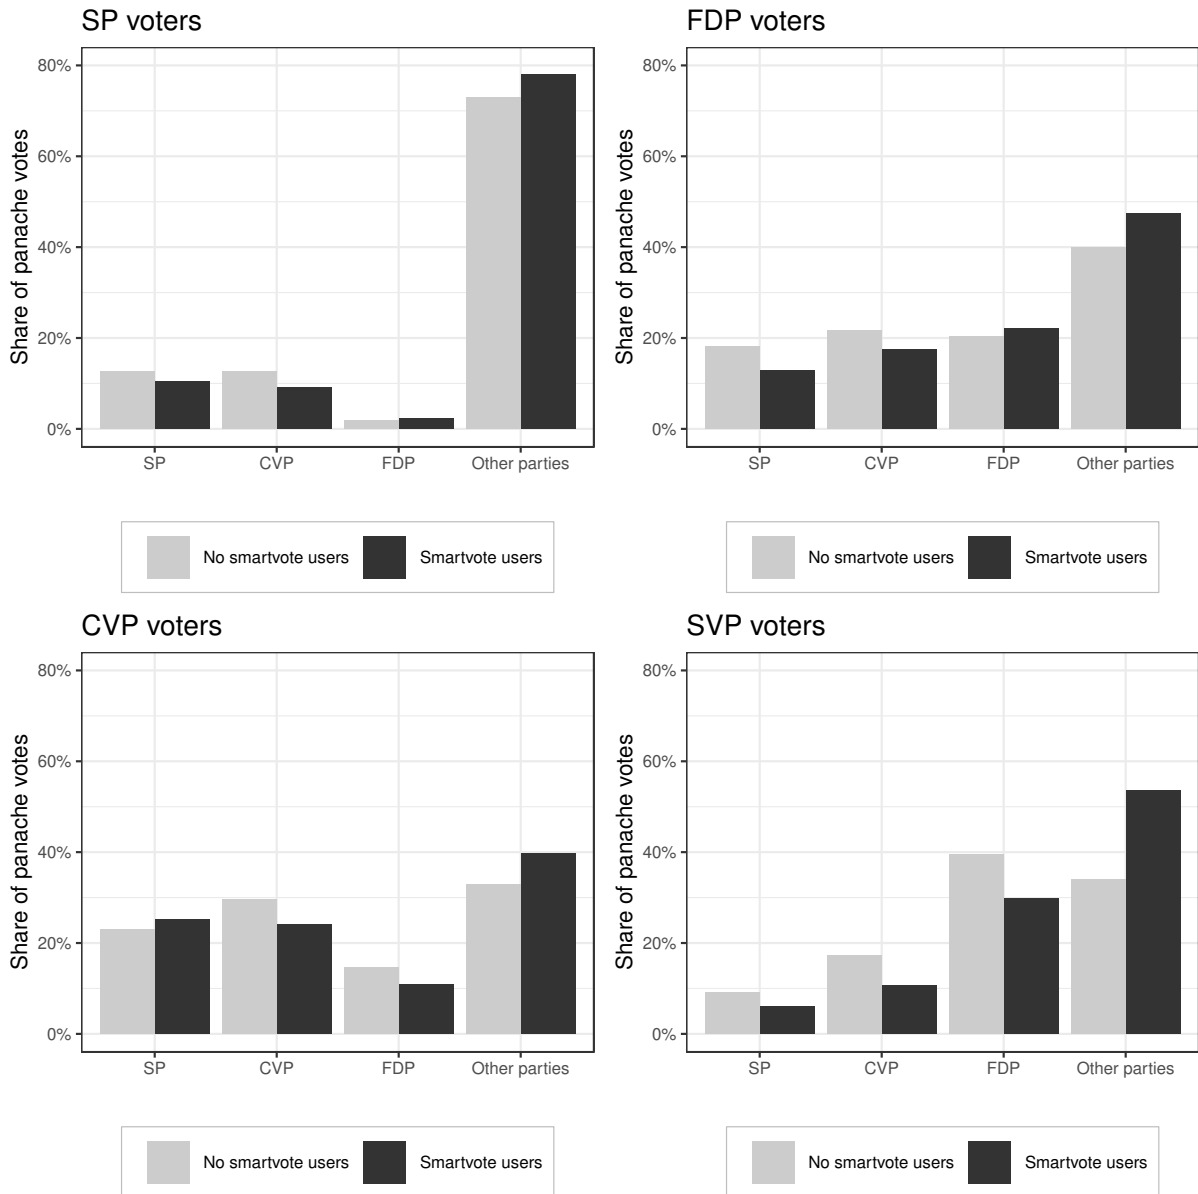 SP voters
Share of panache votes
80%
60%
40%
20%
0%
SP CVP FDP Other parties
No smartvote users Smartvote users
FDP voters
Share of panache votes
80%
60%
40%
20%
0%
SP CVP FDP Other parties
No smartvote users Smartvote users
CVP voters
Share of panache votes
80%
60%
40%
20%
0%
SP CVP FDP Other parties
No smartvote users Smartvote users
SVP voters
Share of panache votes
80%
60%
40%
20%
0%
SP CVP FDP Other parties
No smartvote users Smartvote users